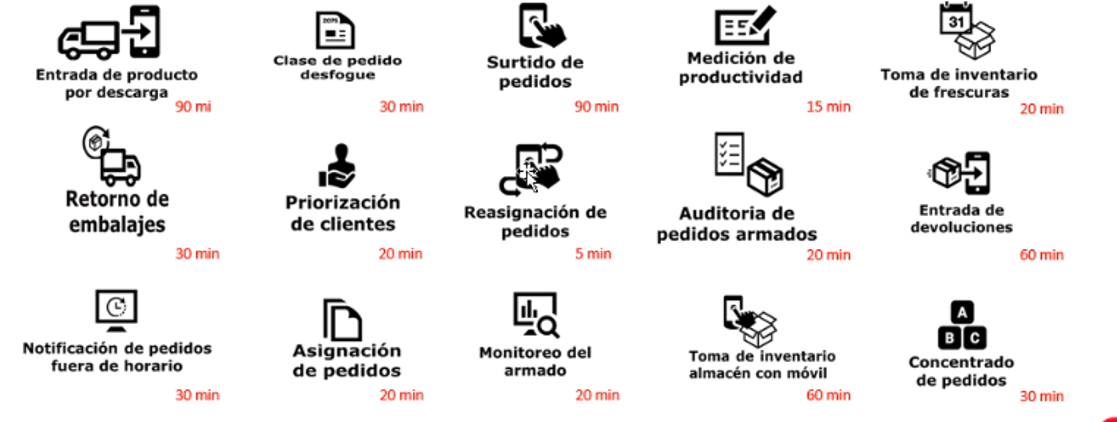 Entrada de producto
por descarga
90 mi
Clase de pedido
desfogue
30 min
Surtido de
pedidos
90 min
Medición de
productividad
15 min
31
Toma de inventario
de frescuras
20 min
Retorno de
embalajes
30 min
Priorización
de clientes
20 min
Reasignación de
pedidos
5 min
Auditoria de
pedidos armados
20 min
Entrada de
devoluciones
60 min
Notificación de pedidos
fuera de horario
30 min
Asignación
de pedidos
20 min
Monitoreo del
armado
20 min
Toma de inventario
almacén con móvil
60 min
A
B C
Concentrado
de pedidos
30 min